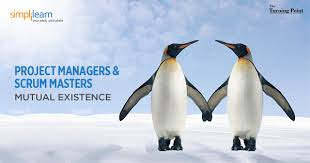 simplilearn
The
Turning Point
PROJECT MANAGERS &
SCRUM MASTERS
MUTUAL EXISTENCE